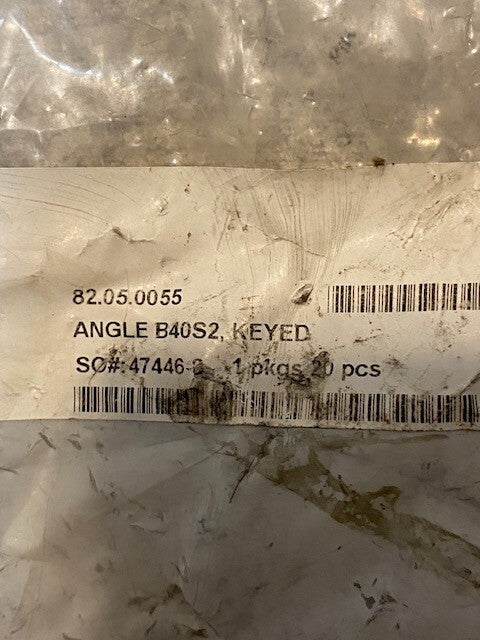 82.05.0055
ANGLE B40S2, KEYED
SO#: 47446- 1 pkgs 20 pcs